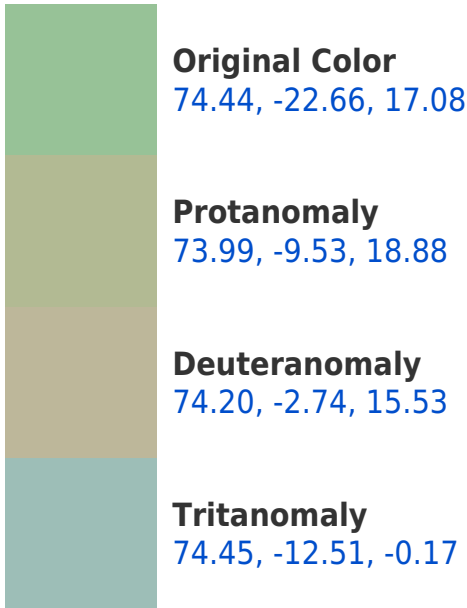 Original Color
74.44, -22.66, 17.08
Protanomaly
73.99, -9.53, 18.88
Deuteranomaly
74.20, -2.74, 15.53
Tritanomaly
74.45, -12.51, -0.17